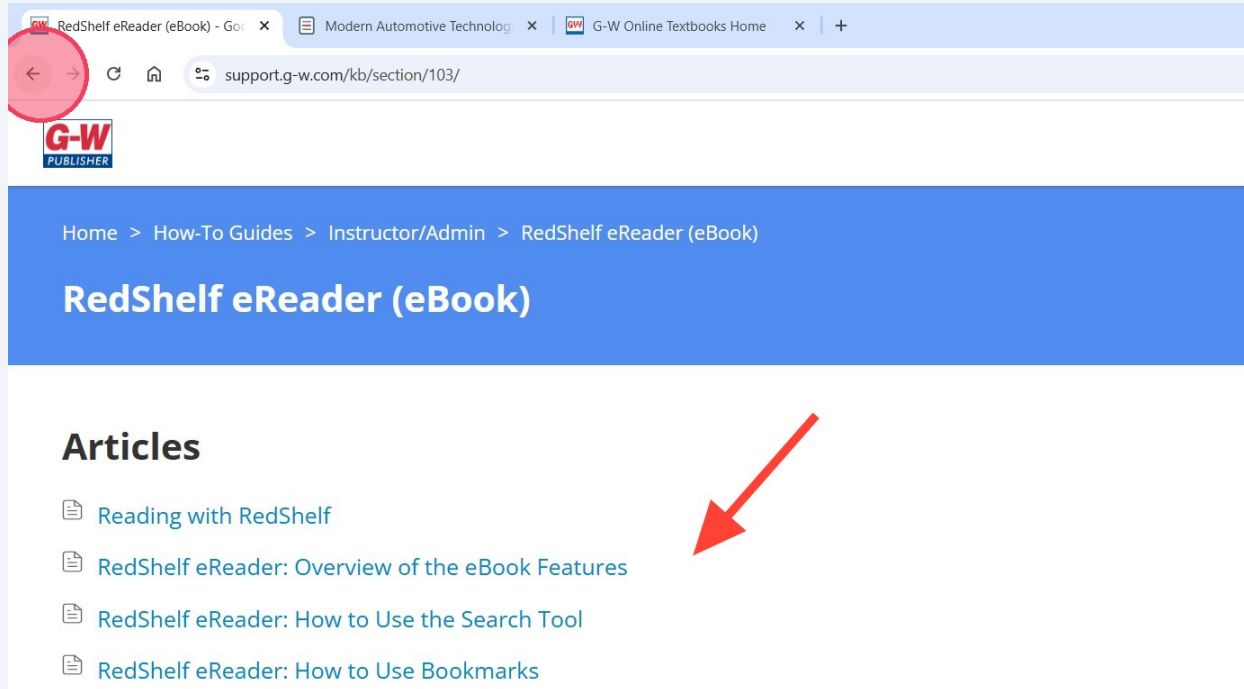 RedShelf eReader (eBook) - Goo
Modern Automotive Technolog
G-W Online Textbooks Home
support.g-w.com/kb/section/103/
G-W
PUBLISHER
Home > How-To Guides > Instructor/Admin > RedShelf eReader (eBook)
RedShelf eReader (eBook)
Articles
Reading with RedShelf
RedShelf eReader: Overview of the eBook Features
RedShelf eReader: How to Use the Search Tool
RedShelf eReader: How to Use Bookmarks